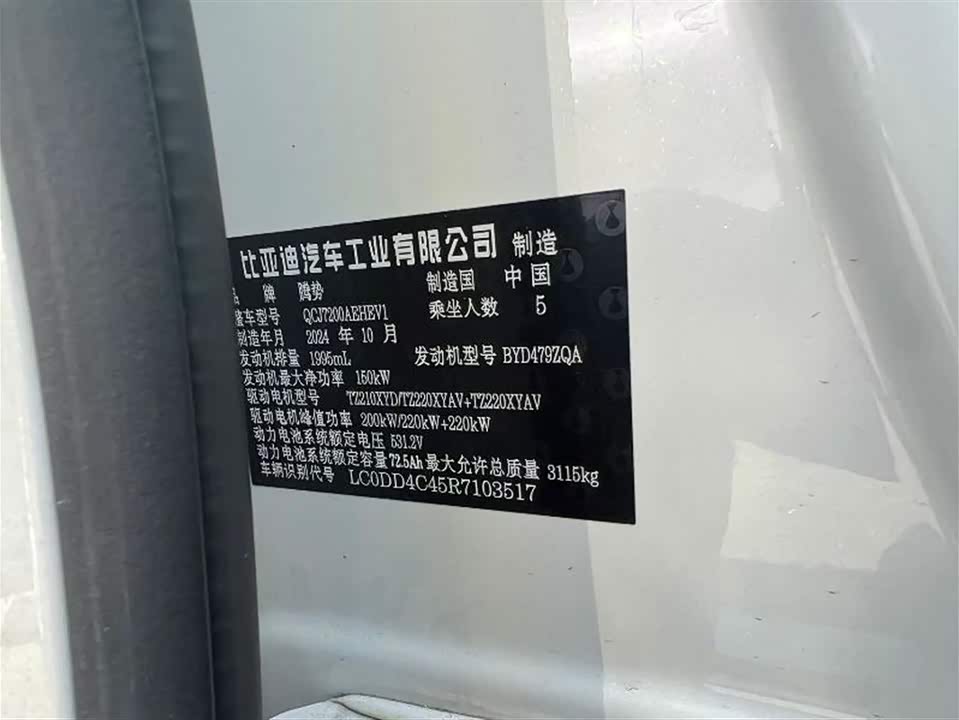 比亚迪汽车工业有限公司 制造
品牌 腾势 制造国 中国
整车型号 QCJ7200AEHEV1 乘坐人数 5
制造年月 2024 年 10 月
发动机排量 1995mL 发动机型号 BYD479ZQA
发动机最大净功率 150kW
驱动电机型号 TZ210XYD/TZ220XYAV+TZ220XYAV
驱动电机峰值功率 200kW/220kW+220kW
动力电池系统额定电压 531.2V
动力电池系统额定容量 72.5Ah 最大允许总质量 3115kg
车辆识别代号 LC0DD4C45R7103517